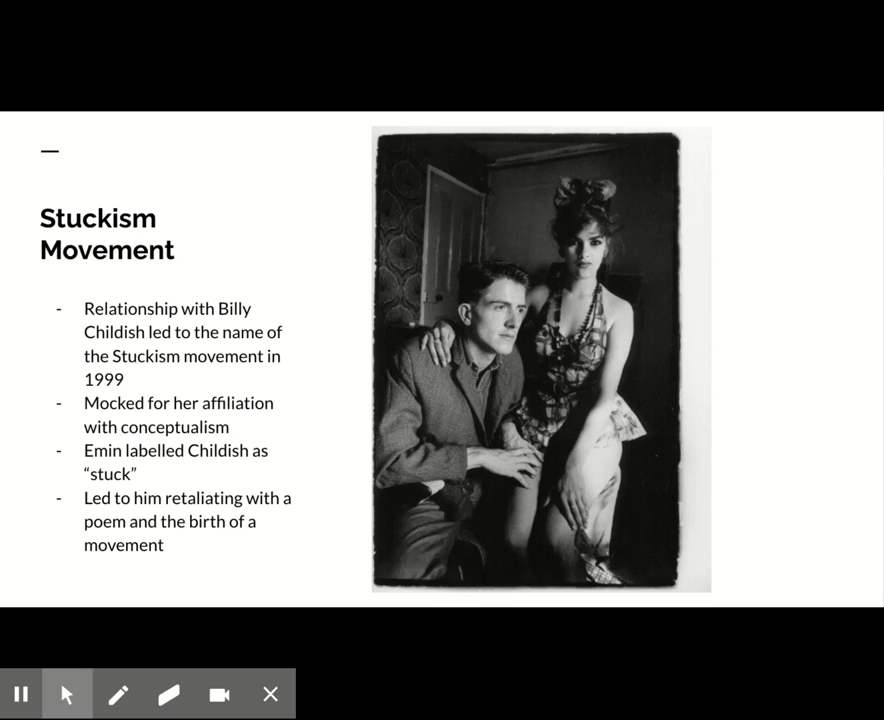 Stuckism
Movement
- Relationship with Billy
Childish led to the name of
the Stuckism movement in
1999
- Mocked for her affiliation
with conceptualism
- Emin labelled Childish as
“stuck”
- Led to him retaliating with a
poem and the birth of a
movement